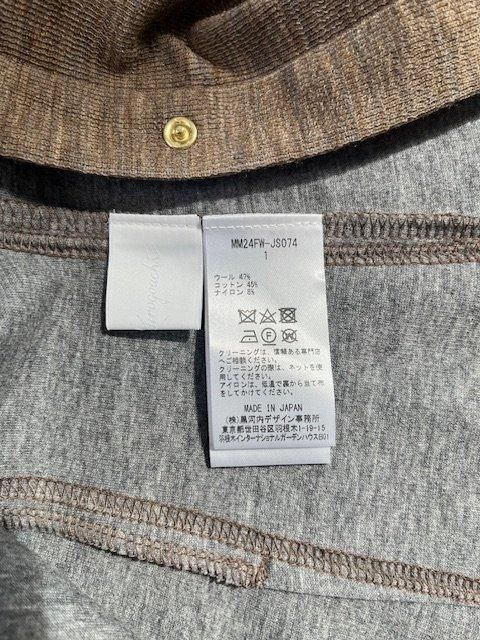 MM24FW-JS074
1
ウール 47%
コットン 45%
ナイロン 8%
クリーニングは、信頼ある専門店
へご相談ください。
クリーニングの際は、ネットを使用
ください。
アイロンは、低温で裏から当て布
をしてかけてください。
MADE IN JAPAN
(株)黒河内デザイン事務所
東京都世田谷区羽根木1-19-15
羽根木インターナショナルガーデンハウスB01